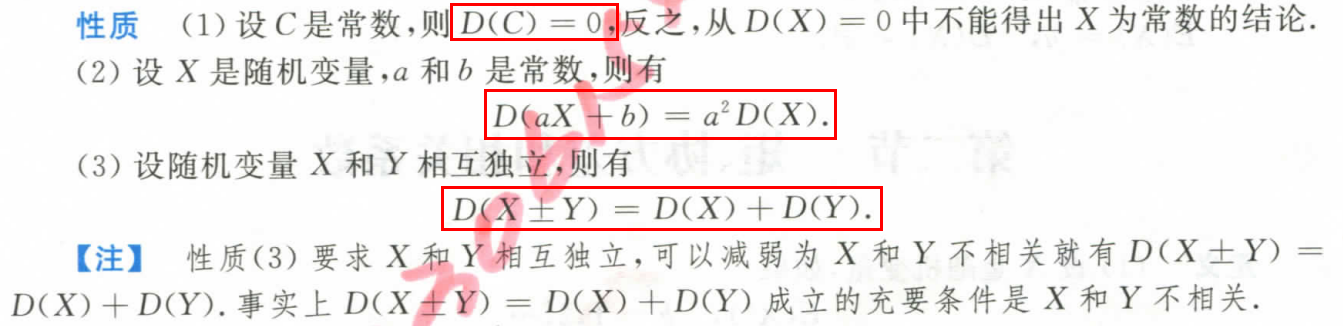 性质 (1) 设 C 是常数,则 D(C) = 0,反之,从 D(X) = 0 中不能得出 X 为常数的结论.
(2) 设 X 是随机变量,a 和 b 是常数,则有
D(aX + b) = a² D(X).
(3) 设随机变量 X 和 Y 相互独立,则有
D(X ± Y) = D(X) + D(Y).
【注】 性质(3) 要求 X 和 Y 相互独立,可以减弱为 X 和 Y 不相关就有 D(X ± Y) =
D(X) + D(Y). 事实上 D(X ± Y) = D(X) + D(Y) 成立的充要条件是 X 和 Y 不相关.